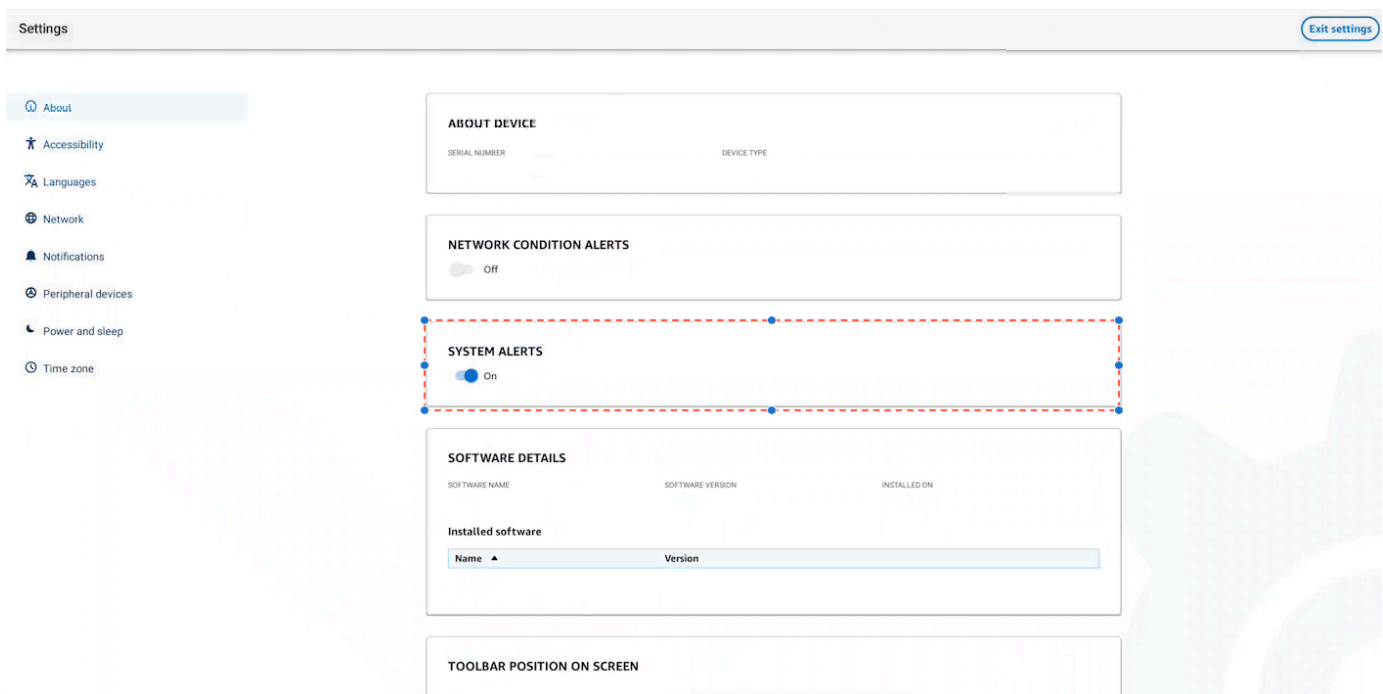 Settings
Exit settings
About
Accessibility
Languages
Network
Notifications
Peripheral devices
Power and sleep
Time zone
ABOUT DEVICE
SERIAL NUMBER DEVICE TYPE
NETWORK CONDITION ALERTS
Off
SYSTEM ALERTS
On
SOFTWARE DETAILS
SOFTWARE NAME SOFTWARE VERSION INSTALLED ON
Installed software
Name ▲ Version
TOOLBAR POSITION ON SCREEN